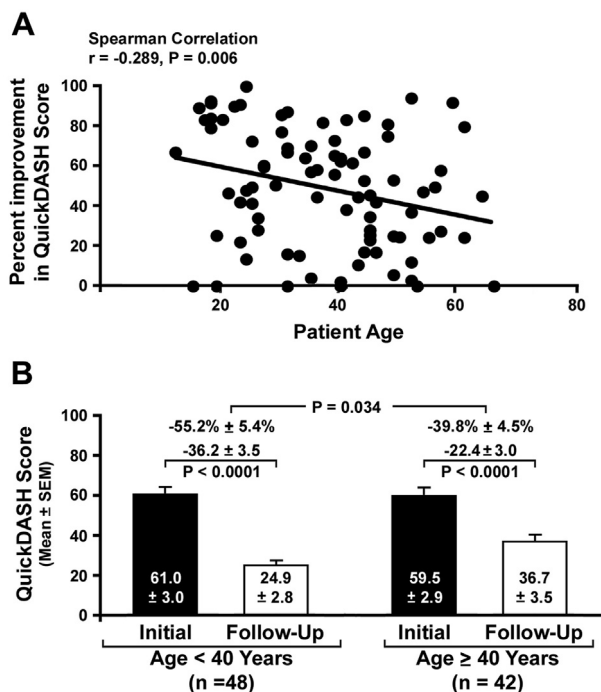 A
Spearman Correlation
r = -0.289, P = 0.006
Percent improvement
in QuickDASH Score
100
80
60
40
20
0
20
40
60
80
Patient Age
B
P = 0.034
-55.2% ± 5.4%
-39.8% ± 4.5%
-36.2 ± 3.5
-22.4 ± 3.0
P < 0.0001
P < 0.0001
QuickDASH Score
(Mean ± SEM)
100
80
60
40
20
0
61.0
± 3.0
24.9
± 2.8
59.5
± 2.9
36.7
± 3.5
Initial
Follow-Up
Initial
Follow-Up
Age < 40 Years
(n =48)
Age ≥ 40 Years
(n = 42)